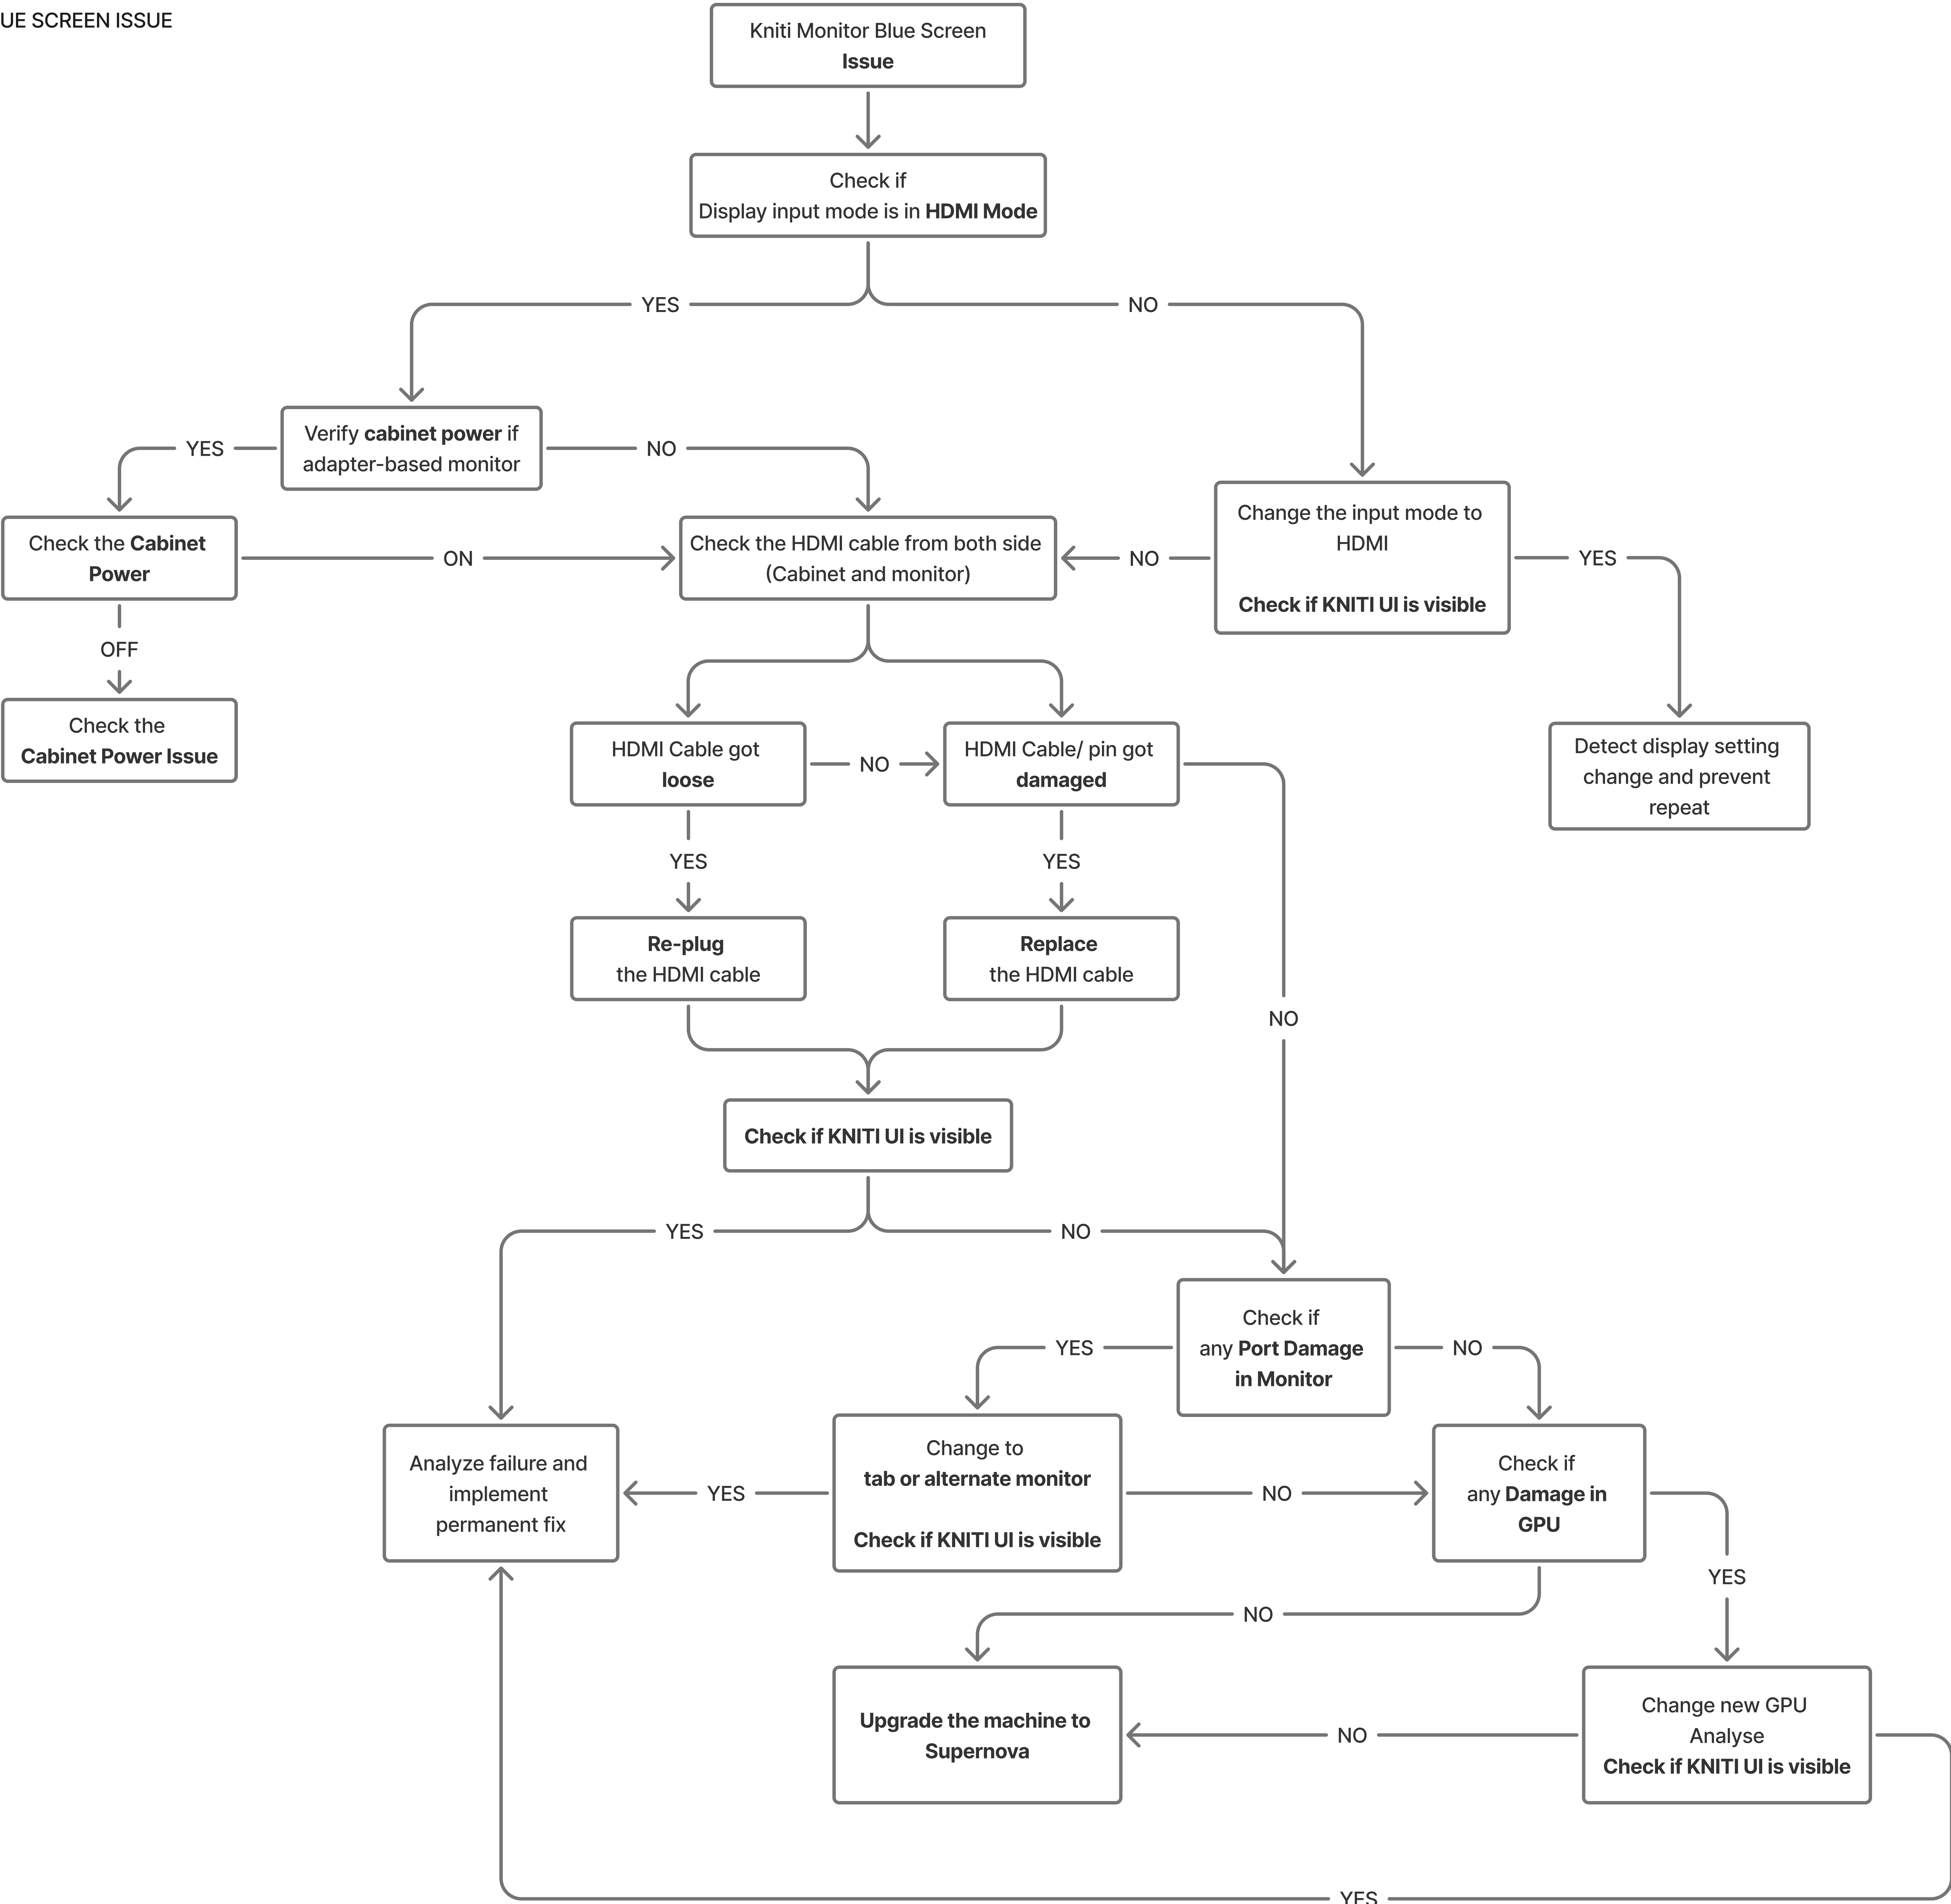 UE SCREEN ISSUE
Kniti Monitor Blue Screen
Issue
Check if
Display input mode is in HDMI Mode
YES
NO
Verify cabinet power if
adapter-based monitor
YES
NO
Check the Cabinet
Power
ON
Check the HDMI cable from both side
(Cabinet and monitor)
NO
Change the input mode to
HDMI
Check if KNITI UI is visible
YES
OFF
Check the
Cabinet Power Issue
HDMI Cable got
loose
NO
HDMI Cable/ pin got
damaged
Detect display setting
change and prevent
repeat
YES
YES
Re-plug
the HDMI cable
Replace
the HDMI cable
NO
Check if KNITI UI is visible
YES
NO
Check if
any Port Damage
in Monitor
YES
NO
Analyze failure and
implement
permanent fix
YES
Change to
tab or alternate monitor
Check if KNITI UI is visible
NO
Check if
any Damage in
GPU
YES
NO
Upgrade the machine to
Supernova
NO
Change new GPU
Analyse
Check if KNITI UI is visible
YES